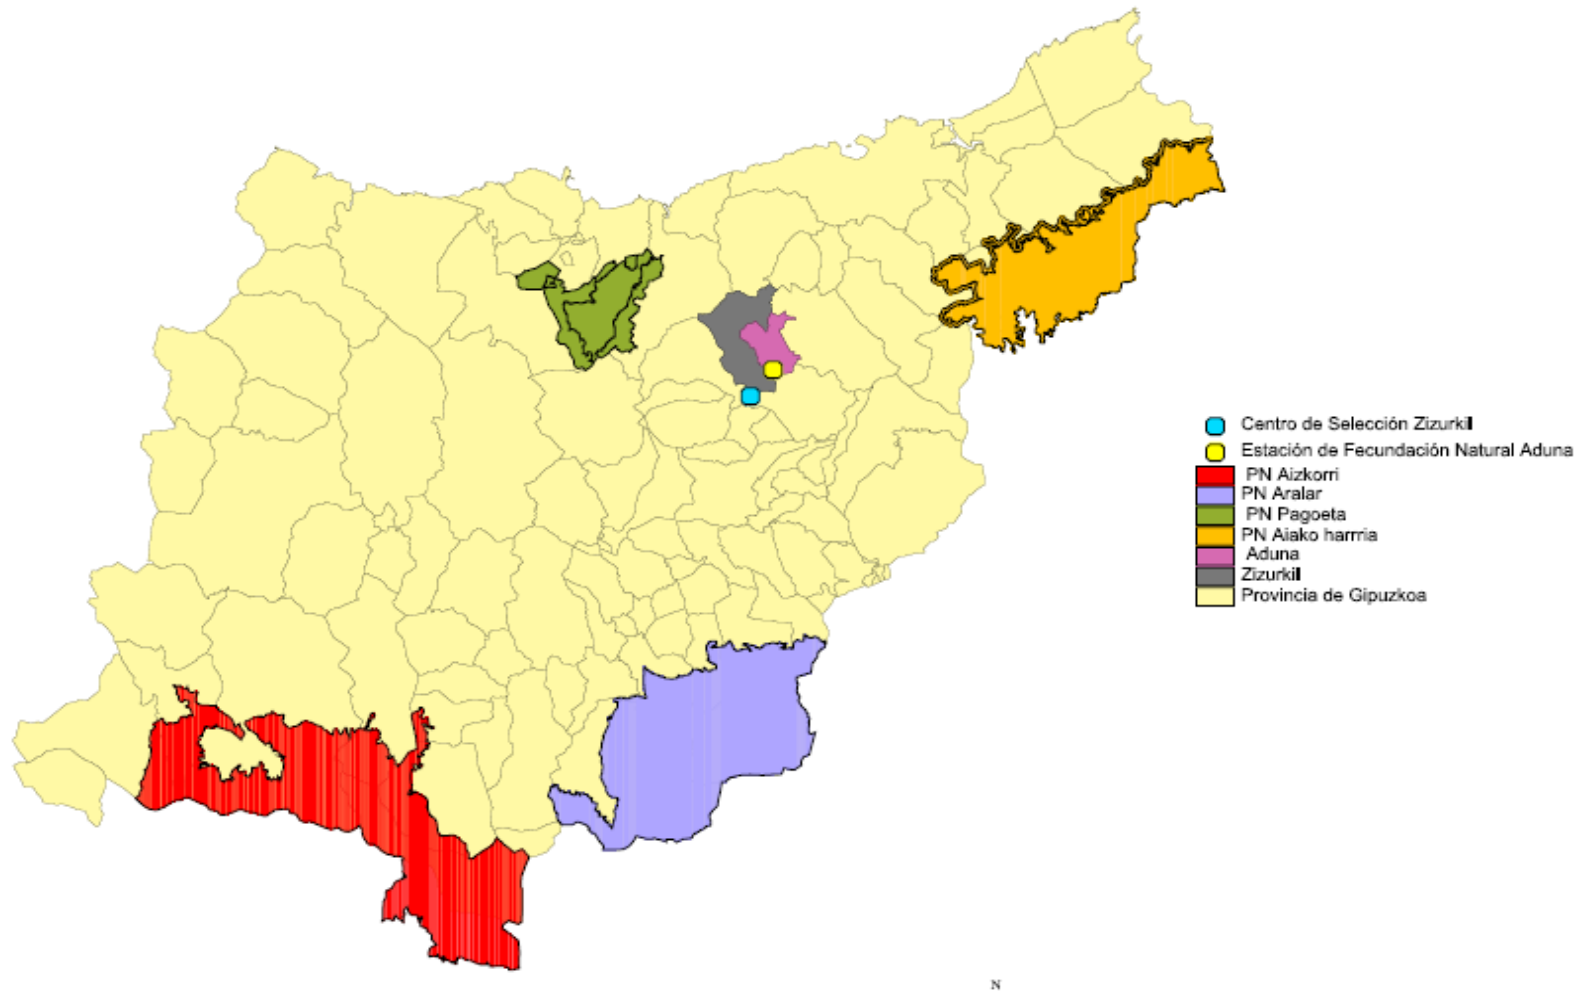 Centro de Selección Zizurkil
Estación de Fecundación Natural Aduna
PN Aizkorri
PN Aralar
PN Pagoeta
PN Aiako harrria
Aduna
Zizurkil
Provincia de Gipuzkoa
N